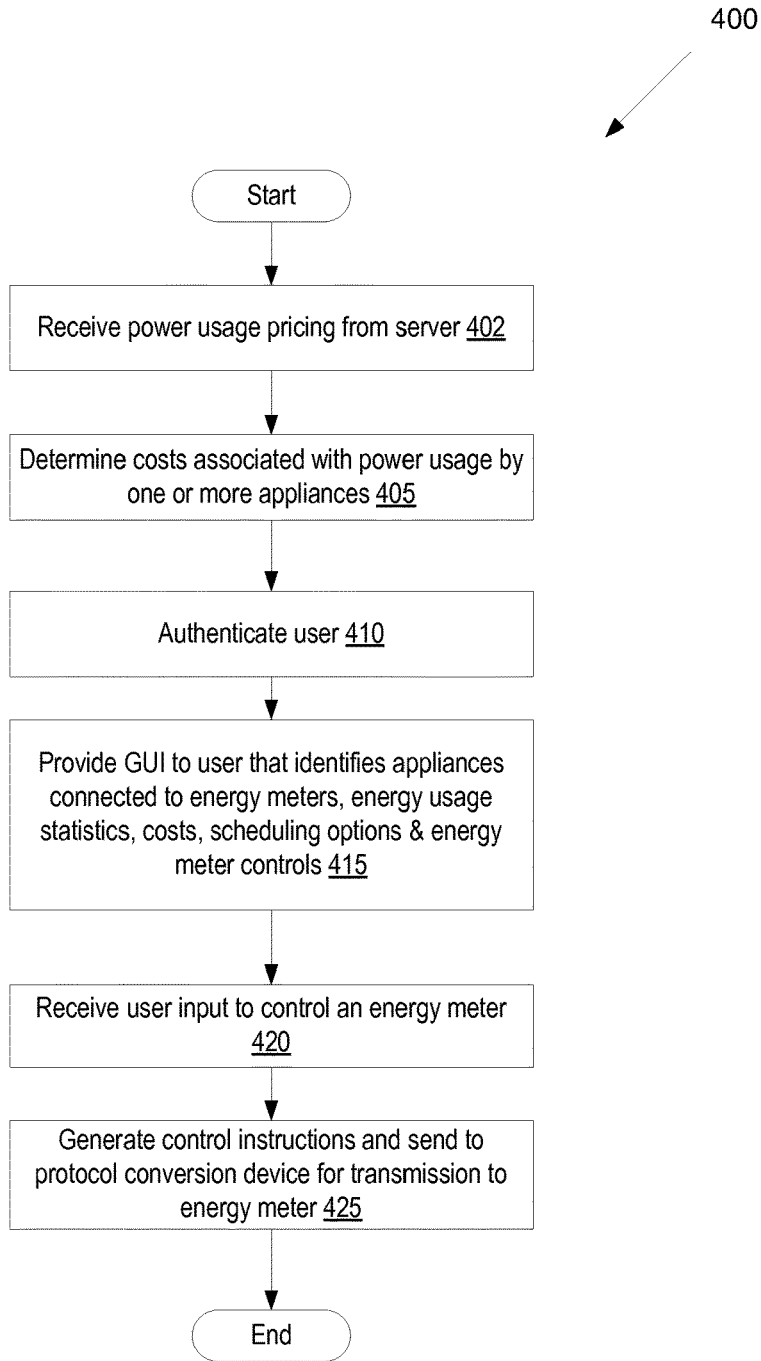 400
Start
Receive power usage pricing from server 402
Determine costs associated with power usage by
one or more appliances 405
Authenticate user 410
Provide GUI to user that identifies appliances
connected to energy meters, energy usage
statistics, costs, scheduling options & energy
meter controls 415
Receive user input to control an energy meter
420
Generate control instructions and send to
protocol conversion device for transmission to
energy meter 425
End